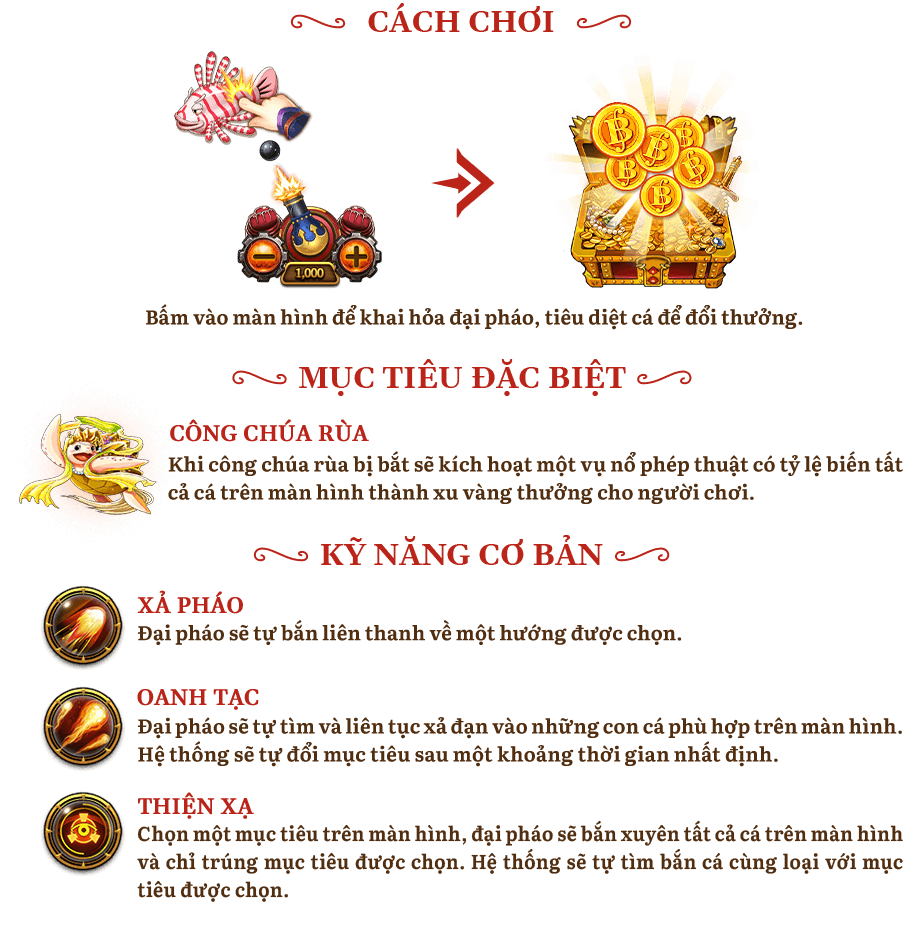 CÁCH CHƠI
1,000
Bấm vào màn hình để khai hỏa đại pháo, tiêu diệt cá để đổi thưởng.
MỤC TIÊU ĐẶC BIỆT
CÔNG CHÚA RÙA
Khi công chúa rùa bị bắt sẽ kích hoạt một vụ nổ phép thuật có tỷ lệ biến tất
cả cá trên màn hình thành xu vàng thưởng cho người chơi.
KỸ NĂNG CƠ BẢN
XẢ PHÁO
Đại pháo sẽ tự bắn liên thanh về một hướng được chọn.
OANH TẠC
Đại pháo sẽ tự tìm và liên tục xả đạn vào những con cá phù hợp trên màn hình.
Hệ thống sẽ tự đổi mục tiêu sau một khoảng thời gian nhất định.
THIỆN XẠ
Chọn một mục tiêu trên màn hình, đại pháo sẽ bắn xuyên tất cả cá trên màn hình
và chỉ trúng mục tiêu được chọn. Hệ thống sẽ tự tìm bắn cá cùng loại với mục
tiêu được chọn.